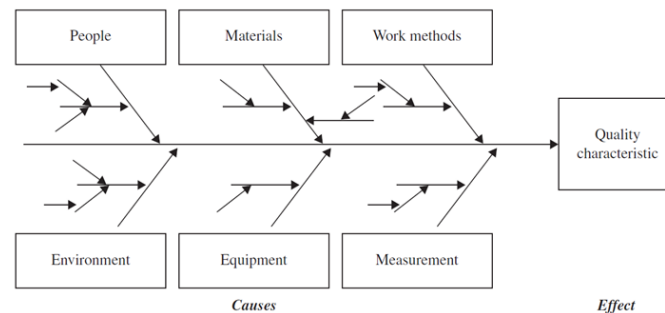 People
Materials
Work methods
Quality
characteristic
Environment
Equipment
Measurement
Causes
Effect